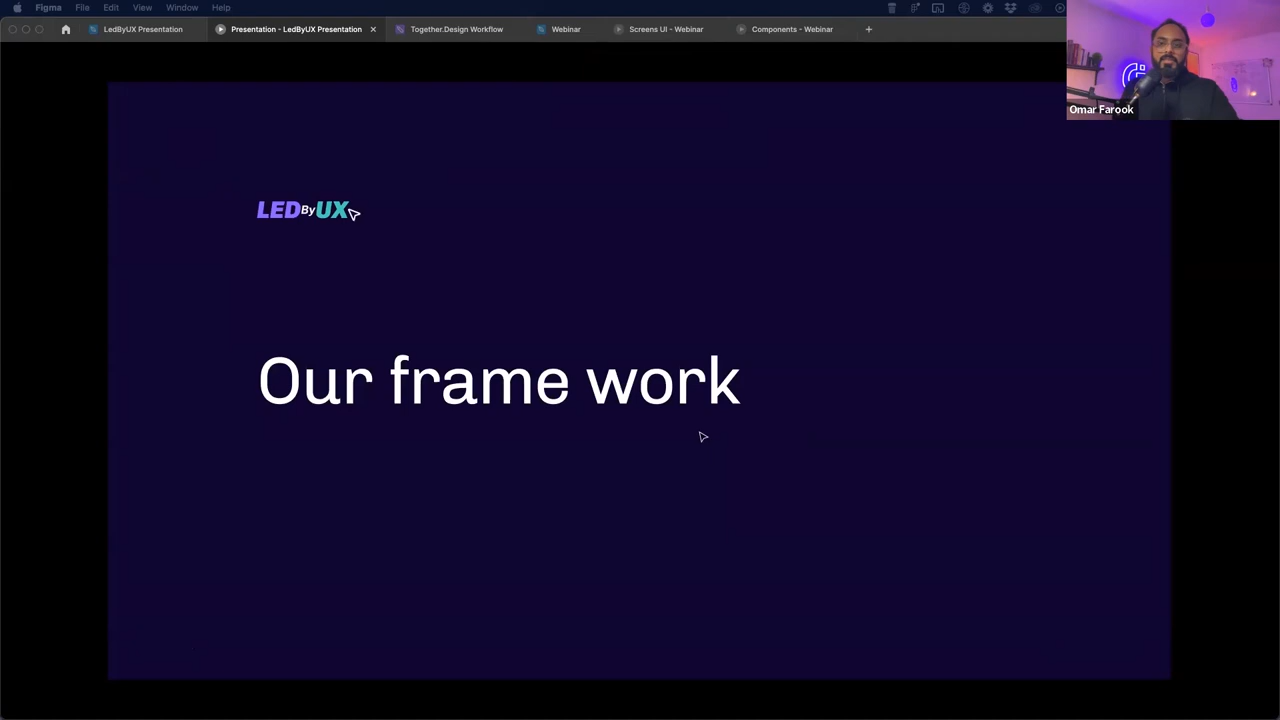 Figma File Edit View Window Help
LedByUX Presentation Presentation - LedByUX Presentation Together.Design Workflow Webinar Screens UI - Webinar Components - Webinar
Omar Farook
LEDByUX
Our frame work